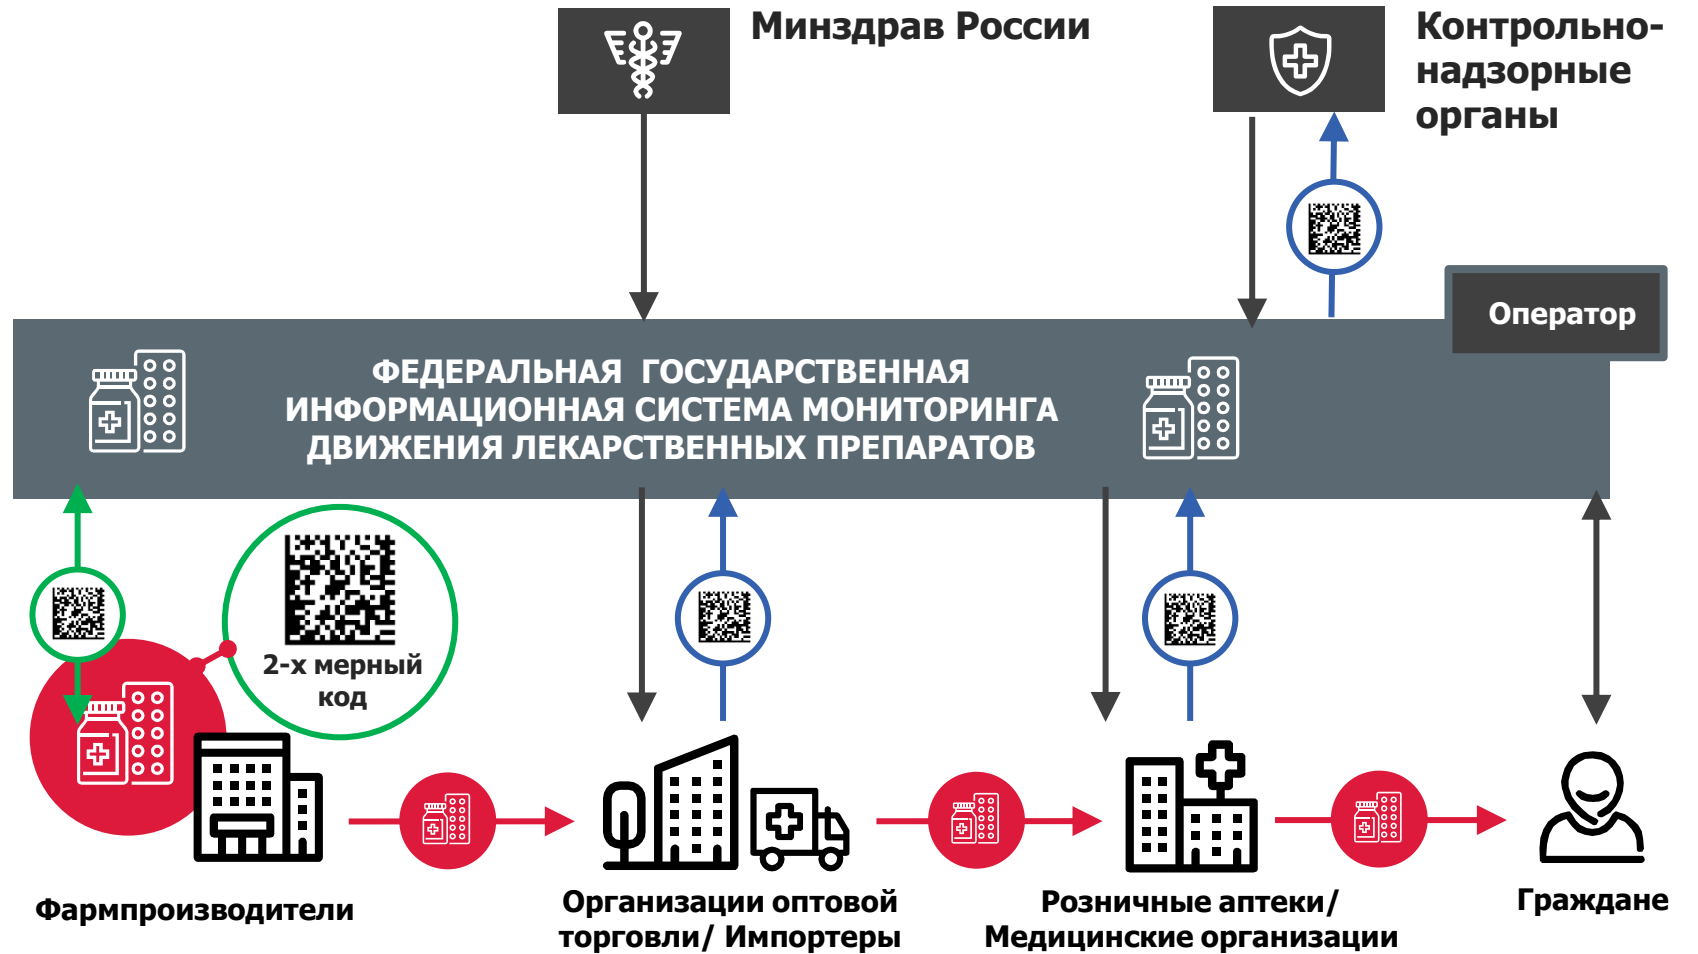 Минздрав России
Контрольно-
надзорные
органы
Оператор
ФЕДЕРАЛЬНАЯ ГОСУДАРСТВЕННАЯ
ИНФОРМАЦИОННАЯ СИСТЕМА МОНИТОРИНГА
ДВИЖЕНИЯ ЛЕКАРСТВЕННЫХ ПРЕПАРАТОВ
2-х мерный
код
Фармпроизводители
Организации оптовой
торговли/ Импортеры
Розничные аптеки/
Медицинские организации
Граждане